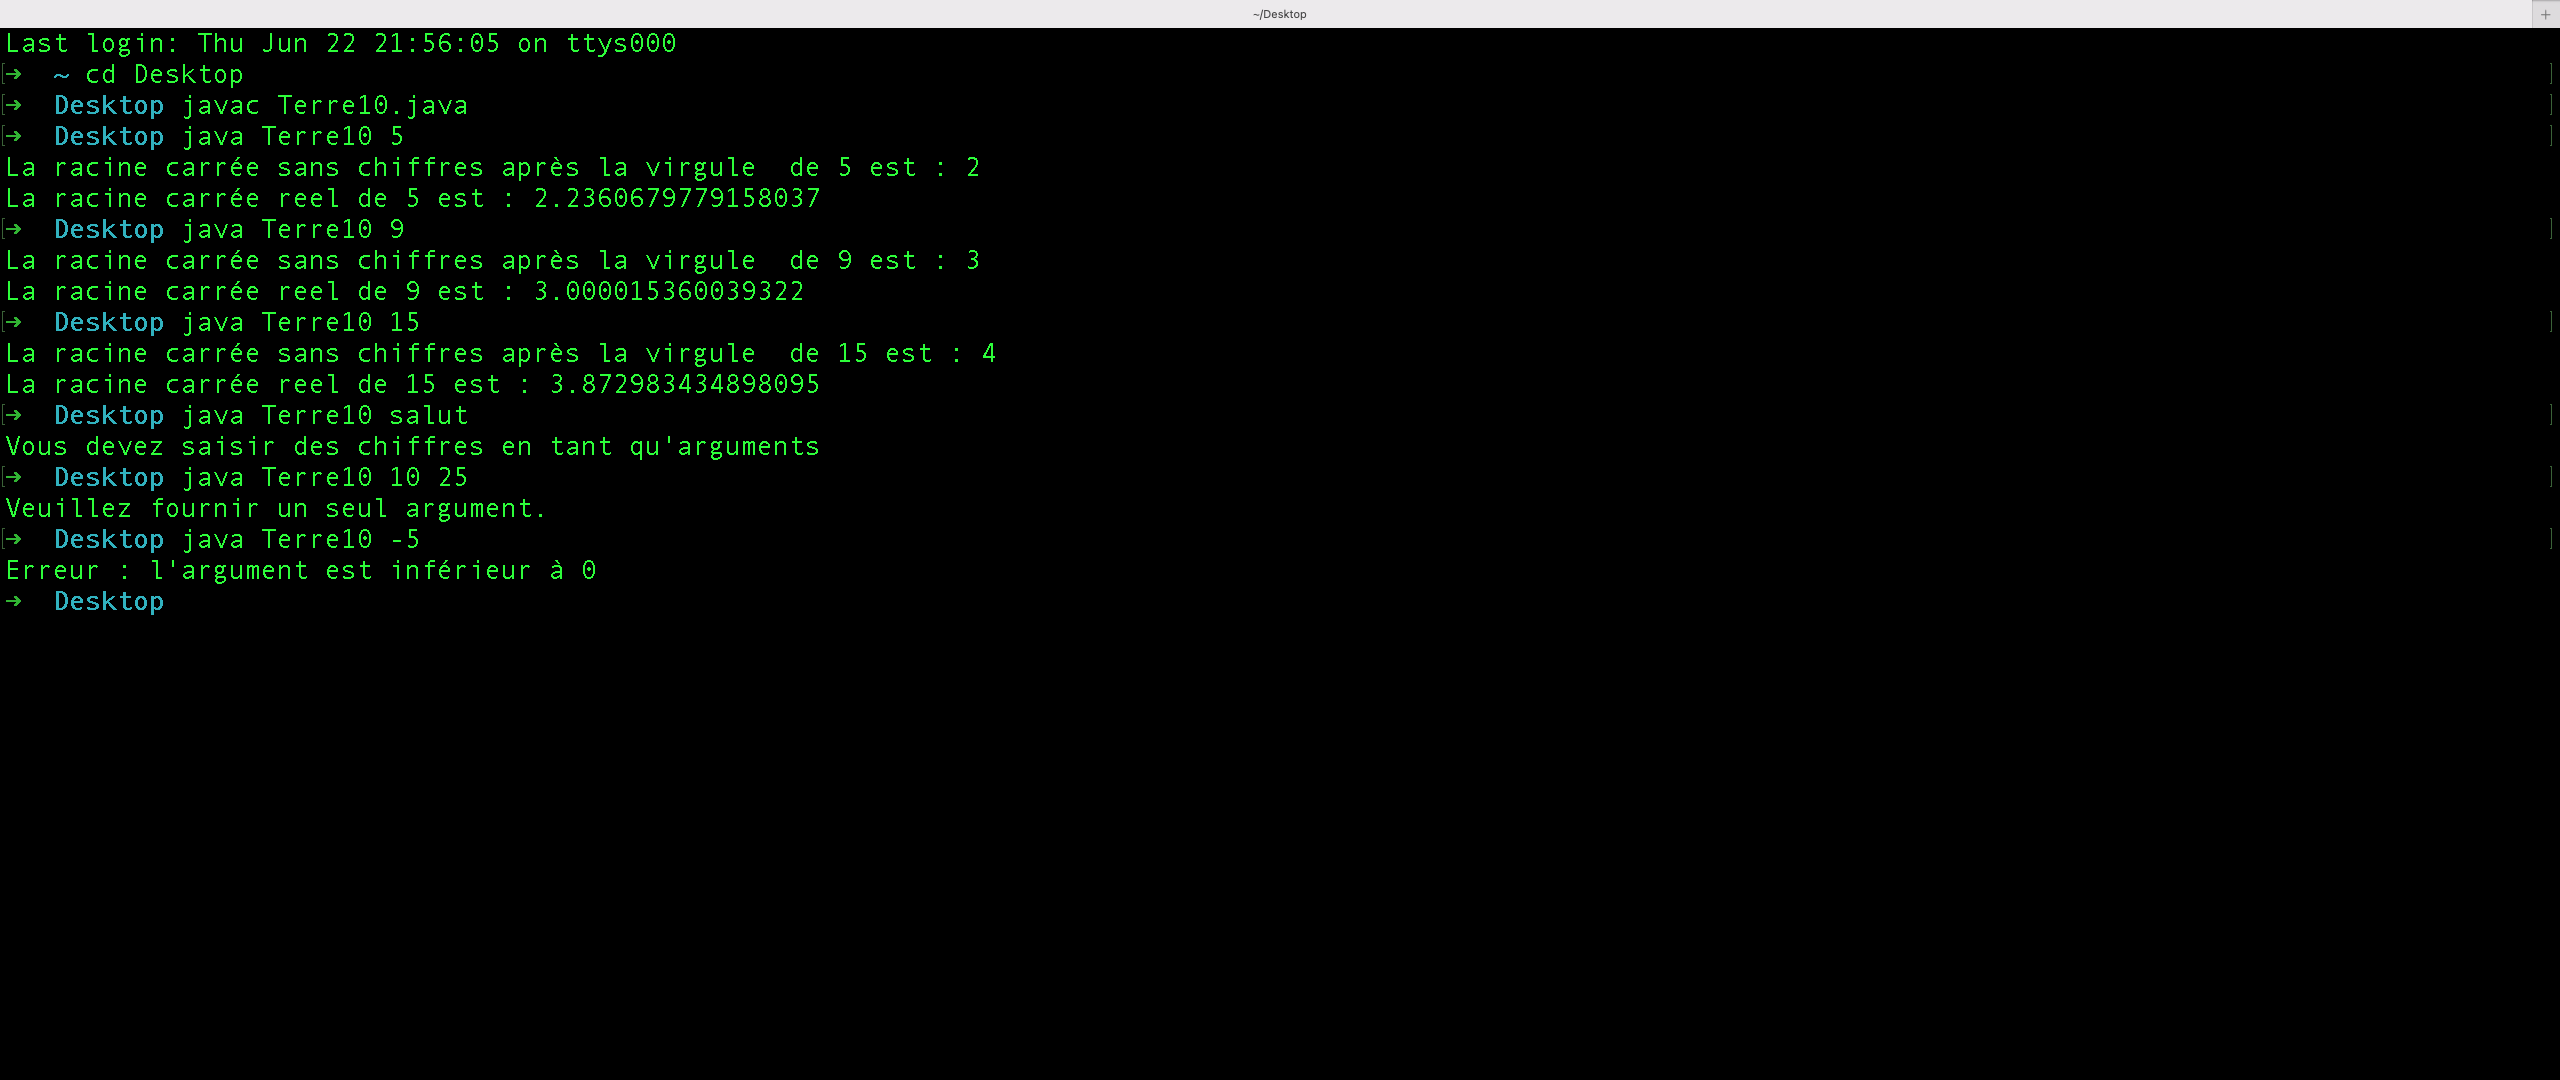 ~/Desktop
+
Last login: Thu Jun 22 21:56:05 on ttys000
[→  ~ cd Desktop ]
[→  Desktop javac Terre10.java ]
[→  Desktop java Terre10 5 ]
La racine carrée sans chiffres après la virgule  de 5 est : 2
La racine carrée reel de 5 est : 2.2360679779158037
[→  Desktop java Terre10 9 ]
La racine carrée sans chiffres après la virgule  de 9 est : 3
La racine carrée reel de 9 est : 3.000015360039322
[→  Desktop java Terre10 15 ]
La racine carrée sans chiffres après la virgule  de 15 est : 4
La racine carrée reel de 15 est : 3.872983434898095
[→  Desktop java Terre10 salut ]
Vous devez saisir des chiffres en tant qu'arguments
[→  Desktop java Terre10 10 25 ]
Veuillez fournir un seul argument.
[→  Desktop java Terre10 -5 ]
Erreur : l'argument est inférieur à 0
→  Desktop